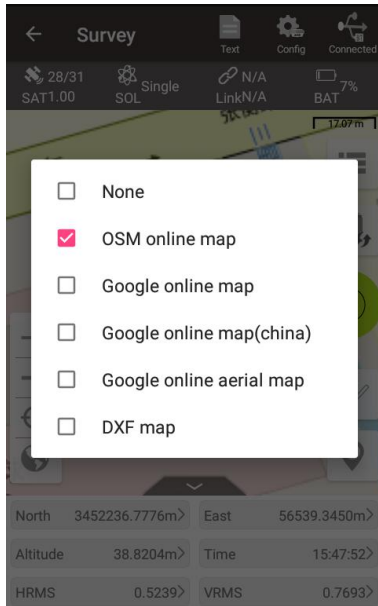 Survey
Text
Config
Connected
28/31
SAT1.00
Single
SOL
N/A
LinkN/A
7%
BAT
17.07 m
None
OSM online map
Google online map
Google online map(china)
Google online aerial map
DXF map
North 3452236.7776m
East 56539.3450m
Altitude 38.8204m
Time 15:47:52
HRMS 0.5239
VRMS 0.7693